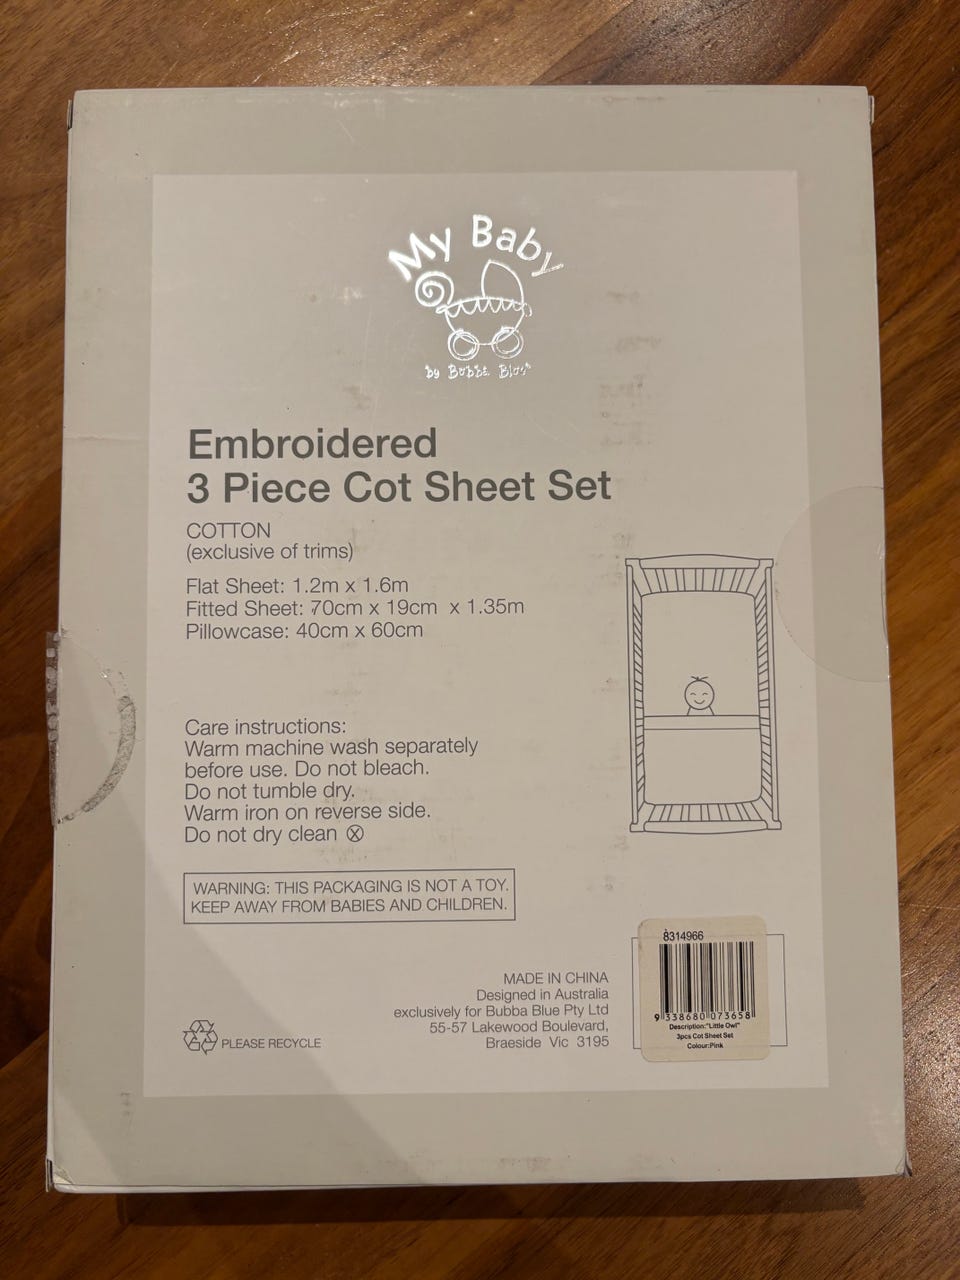 My Baby
by Bubba Blue
Embroidered
3 Piece Cot Sheet Set
COTTON
(exclusive of trims)
Flat Sheet: 1.2m x 1.6m
Fitted Sheet: 70cm x 19cm x 1.35m
Pillowcase: 40cm x 60cm
Care instructions:
Warm machine wash separately
before use. Do not bleach.
Do not tumble dry.
Warm iron on reverse side.
Do not dry clean
WARNING: THIS PACKAGING IS NOT A TOY.
KEEP AWAY FROM BABIES AND CHILDREN.
PLEASE RECYCLE
MADE IN CHINA
Designed in Australia
exclusively for Bubba Blue Pty Ltd
55-57 Lakewood Boulevard,
Braeside Vic 3195
8314966
9 338680 073658
Description:"Little Owl"
3pcs Cot Sheet Set
Colour:Pink